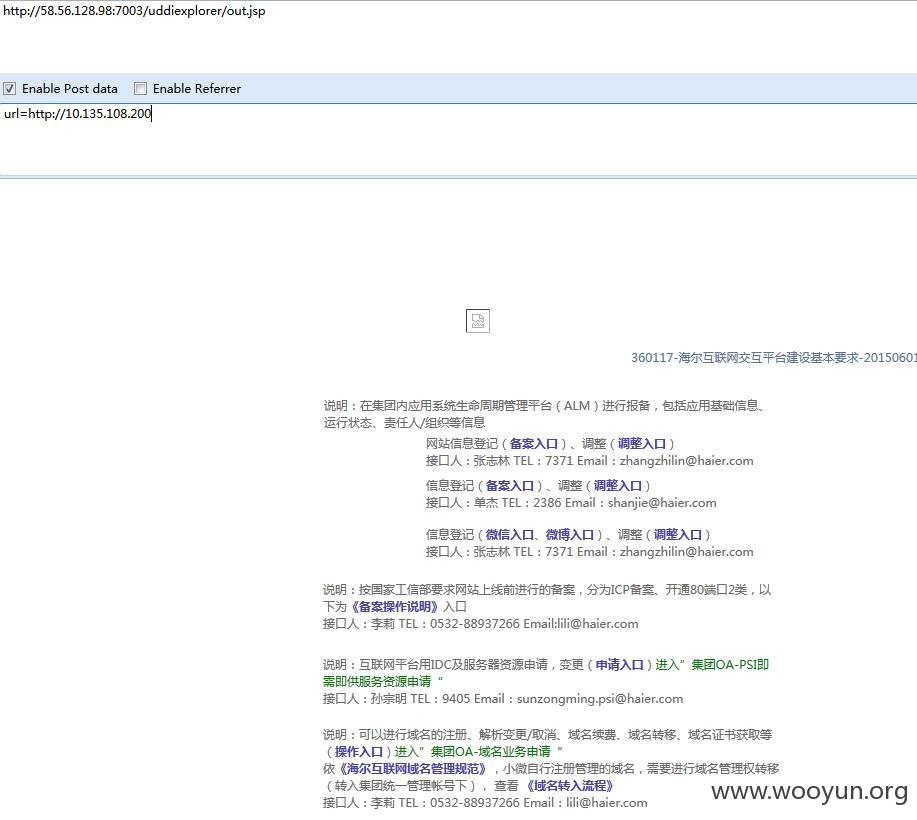 http://58.56.128.98:7003/uddiexplorer/out.jsp
Enable Post data Enable Referrer
url=http://10.135.108.200
360117-海尔互联网交互平台建设基本要求-20150601
说明：在集团内应用系统生命周期管理平台（ALM）进行报备，包括应用基础信息、
运行状态、责任人/组织等信息
网站信息登记（备案入口）、调整（调整入口）
接口人：张志林 TEL：7371 Email：zhangzhilin@haier.com
信息登记（备案入口）、调整（调整入口）
接口人：单杰 TEL：2386 Email：shanjie@haier.com
信息登记（微信入口、微博入口）、调整（调整入口）
接口人：张志林 TEL：7371 Email：zhangzhilin@haier.com
说明：按国家工信部要求网站上线前进行的备案，分为ICP备案、开通80端口2类，以
下为《备案操作说明》入口
接口人：李莉 TEL：0532-88937266 Email:lili@haier.com
说明：互联网平台用IDC及服务器资源申请，变更（申请入口）进入”集团OA-PSI即
需即供服务资源申请“
接口人：孙宗明 TEL：9405 Email：sunzongming.psi@haier.com
说明：可以进行域名的注册、解析变更/取消、域名续费、域名转移、域名证书获取等
（操作入口）进入”集团OA-域名业务申请“
依《海尔互联网域名管理规范》，小微自行注册管理的域名，需要进行域名管理权转移
（转入集团统一管理帐号下），查看《域名转入流程》
接口人：李莉 TEL：0532-88937266 Email：lili@haier.com
www.wooyun.org